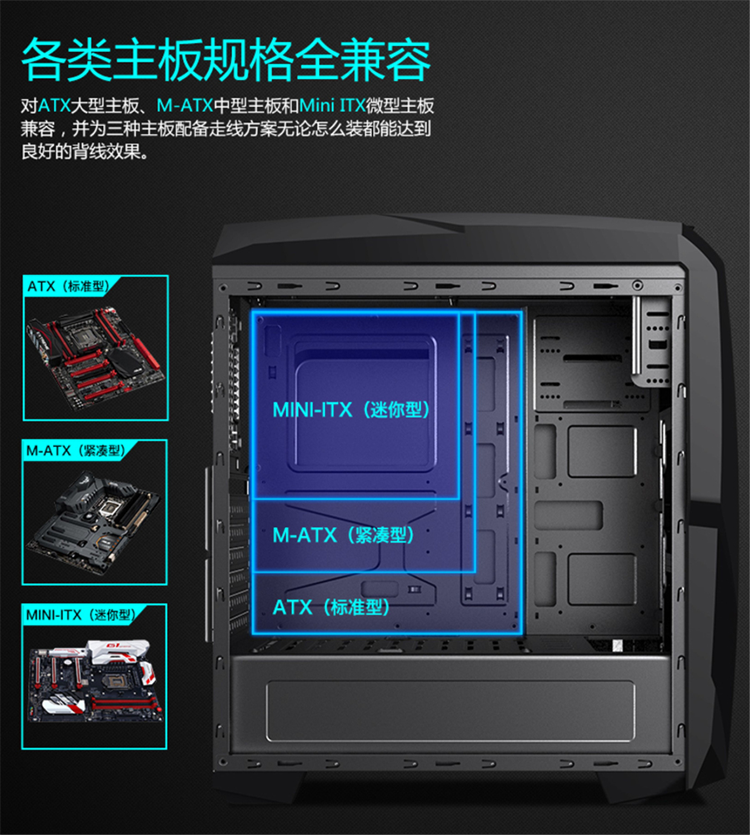 各类主板规格全兼容
对ATX大型主板、M-ATX中型主板和Mini ITX微型主板
兼容，并为三种主板配备走线方案无论怎么装都能达到
良好的背线效果。
ATX（标准型）
M-ATX（紧凑型）
MINI-ITX（迷你型）
MINI-ITX（迷你型）
M-ATX（紧凑型）
ATX（标准型）